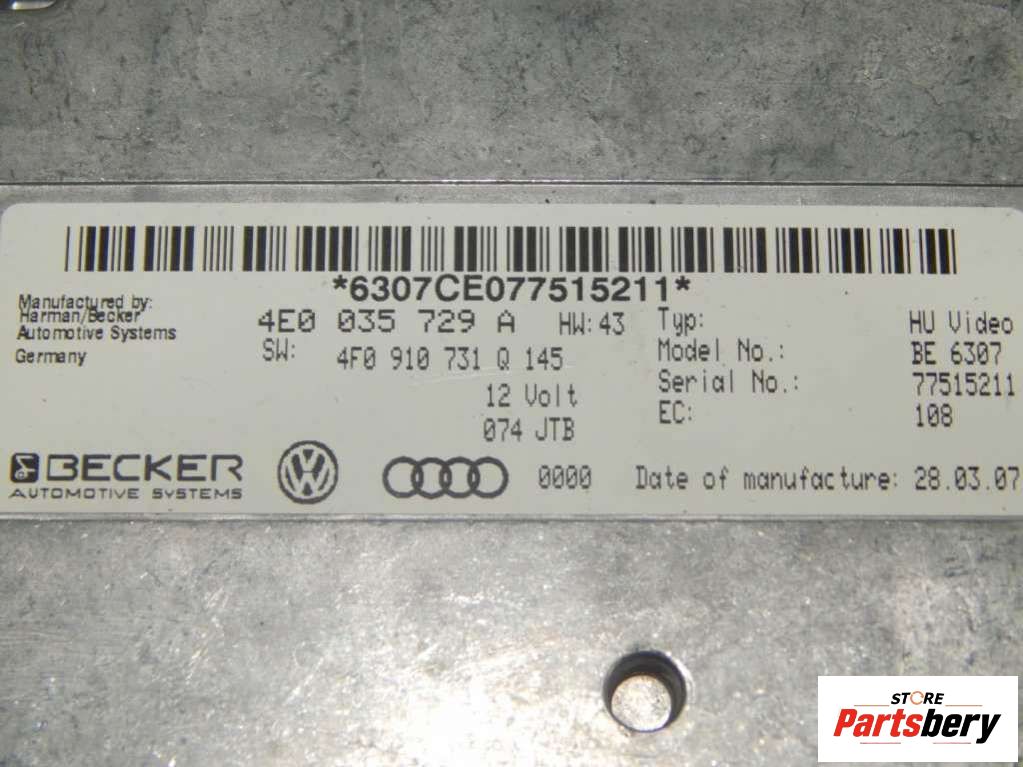 *6307CE077515211*
Manufactured by:
Harman/Becker
Automotive Systems
Germany
4E0 035 729 A HW:43
SW: 4F0 910 731 Q 145
12 Volt
074 JTB
Typ: HU Video
Model No.: BE 6307
Serial No.: 77515211
EC: 108
BECKER
AUTOMOTIVE SYSTEMS
VW
0000 Date of manufacture: 28.03.07
STORE
Partsbery